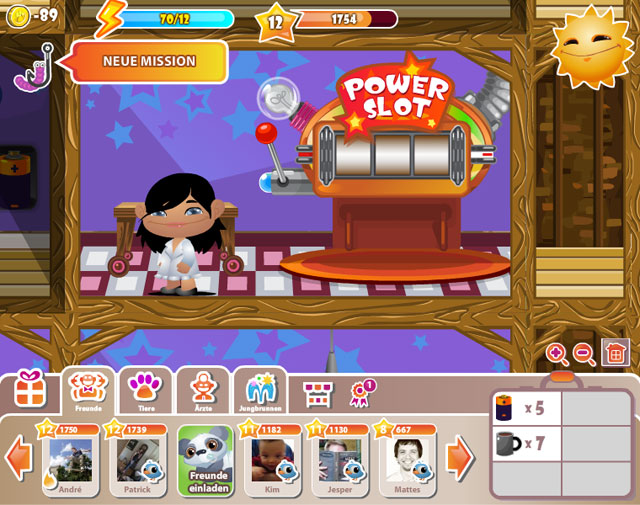 -89
70/12
12
1754
NEUE MISSION
POWER
SLOT
Freunde
Tiere
Ärzte
Jungbrunnen
1
12 1750
12 1739
11 1182
11 1130
8 667
André
Patrick
Freunde
einladen
Kim
Jesper
Mattes
x 5
x 7